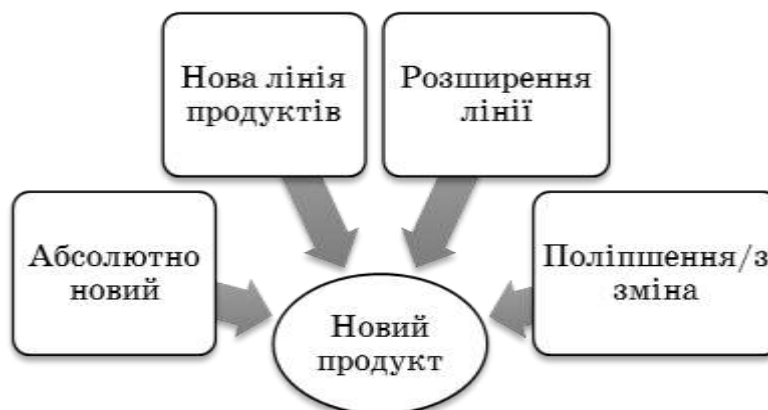 Нова лінія
продуктів
Розширення
лінії
Абсолютно
новий
Поліпшення/з
зміна
Новий
продукт